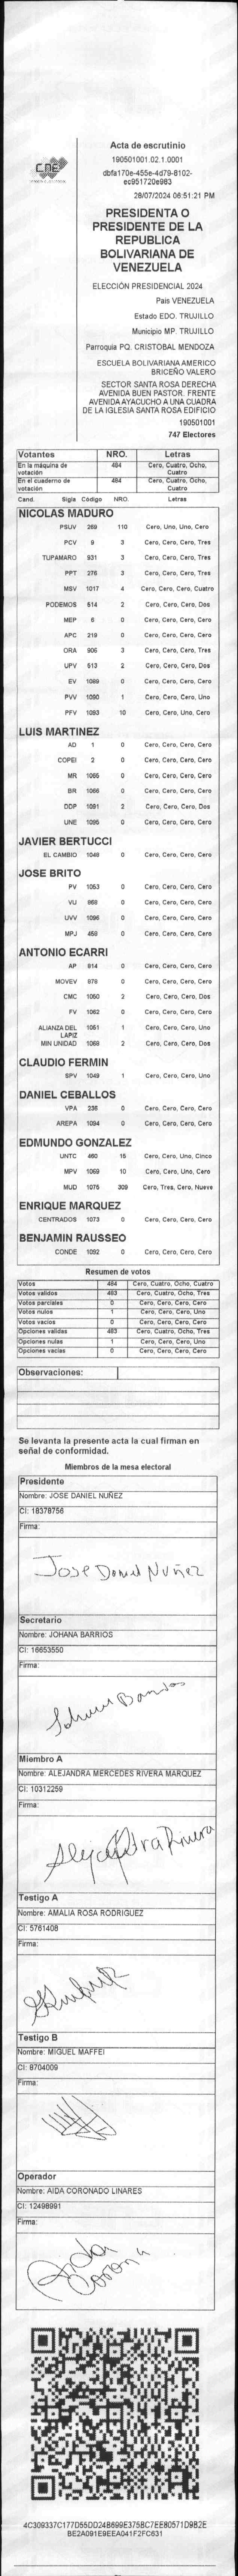 CNE
Acta de escrutinio
190501001.02.1.0001
dbfa170e-455e-4d79-8102-
ec951720e983
28/07/2024 06:51:21 PM
PRESIDENTA O
PRESIDENTE DE LA
REPUBLICA
BOLIVARIANA DE
VENEZUELA
ELECCIÓN PRESIDENCIAL 2024
Pais VENEZUELA
Estado EDO. TRUJILLO
Municipio MP. TRUJILLO
Parroquia PQ. CRISTOBAL MENDOZA
ESCUELA BOLIVARIANA AMERICO
BRICEÑO VALERO
SECTOR SANTA ROSA DERECHA
AVENIDA BUEN PASTOR. FRENTE
AVENIDA AYACUCHO A UNA CUADRA
DE LA IGLESIA SANTA ROSA EDIFICIO
190501001
747 Electores
Votantes NRO. Letras
En la máquina de votación 484 Cero, Cuatro, Ocho, Cuatro
En el cuaderno de votación 484 Cero, Cuatro, Ocho, Cuatro
Cand. Sigla Código NRO. Letras
NICOLAS MADURO
PSUV 269 110 Cero, Uno, Uno, Cero
PCV 9 3 Cero, Cero, Cero, Tres
TUPAMARO 931 3 Cero, Cero, Cero, Tres
PPT 276 3 Cero, Cero, Cero, Tres
MSV 1017 4 Cero, Cero, Cero, Cuatro
PODEMOS 514 2 Cero, Cero, Cero, Dos
MEP 6 0 Cero, Cero, Cero, Cero
APC 219 0 Cero, Cero, Cero, Cero
ORA 906 3 Cero, Cero, Cero, Tres
UPV 513 2 Cero, Cero, Cero, Dos
EV 1089 0 Cero, Cero, Cero, Cero
PVV 1090 1 Cero, Cero, Cero, Uno
PFV 1093 10 Cero, Cero, Uno, Cero
LUIS MARTINEZ
AD 1 0 Cero, Cero, Cero, Cero
COPEI 2 0 Cero, Cero, Cero, Cero
MR 1065 0 Cero, Cero, Cero, Cero
BR 1066 0 Cero, Cero, Cero, Cero
DDP 1091 2 Cero, Cero, Cero, Dos
UNE 1095 0 Cero, Cero, Cero, Cero
JAVIER BERTUCCI
EL CAMBIO 1048 0 Cero, Cero, Cero, Cero
JOSE BRITO
PV 1053 0 Cero, Cero, Cero, Cero
VU 868 0 Cero, Cero, Cero, Cero
UVV 1096 0 Cero, Cero, Cero, Cero
MPJ 458 0 Cero, Cero, Cero, Cero
ANTONIO ECARRI
AP 914 0 Cero, Cero, Cero, Cero
MOVEV 979 0 Cero, Cero, Cero, Cero
CMC 1050 2 Cero, Cero, Cero, Dos
FV 1062 0 Cero, Cero, Cero, Cero
ALIANZA DEL LAPIZ 1051 1 Cero, Cero, Cero, Uno
MIN UNIDAD 1068 2 Cero, Cero, Cero, Dos
CLAUDIO FERMIN
SPV 1049 1 Cero, Cero, Cero, Uno
DANIEL CEBALLOS
VPA 236 0 Cero, Cero, Cero, Cero
AREPA 1094 0 Cero, Cero, Cero, Cero
EDMUNDO GONZALEZ
UNTC 460 15 Cero, Cero, Uno, Cinco
MPV 1069 10 Cero, Cero, Uno, Cero
MUD 1075 309 Cero, Tres, Cero, Nueve
ENRIQUE MARQUEZ
CENTRADOS 1073 0 Cero, Cero, Cero, Cero
BENJAMIN RAUSSEO
CONDE 1092 0 Cero, Cero, Cero, Cero
Resumen de votos
Votos 484 Cero, Cuatro, Ocho, Cuatro
Votos validos 483 Cero, Cuatro, Ocho, Tres
Votos parciales 0 Cero, Cero, Cero, Cero
Votos nulos 1 Cero, Cero, Cero, Uno
Votos vacios 0 Cero, Cero, Cero, Cero
Opciones validas 483 Cero, Cuatro, Ocho, Tres
Opciones nulas 1 Cero, Cero, Cero, Uno
Opciones vacias 0 Cero, Cero, Cero, Cero
Observaciones:
Se levanta la presente acta la cual firman en
señal de conformidad.
Miembros de la mesa electoral
Presidente
Nombre: JOSE DANIEL NUÑEZ
CI: 18378756
Firma:
Jose Daniel Nuñez
Secretario
Nombre: JOHANA BARRIOS
CI: 16653550
Firma:
Johana Barrios
Miembro A
Nombre: ALEJANDRA MERCEDES RIVERA MARQUEZ
CI: 10312259
Firma:
Alejandra Rivera
Testigo A
Nombre: AMALIA ROSA RODRIGUEZ
CI: 5761408
Firma:
Testigo B
Nombre: MIGUEL MAFFEI
CI: 8704009
Firma:
Operador
Nombre: AIDA CORONADO LINARES
CI: 12498991
Firma:
Aida Corona
4C309337C177D55DD24B699E375BC7EE80571D9B2E
BE2A091E9EEA041F2FC631